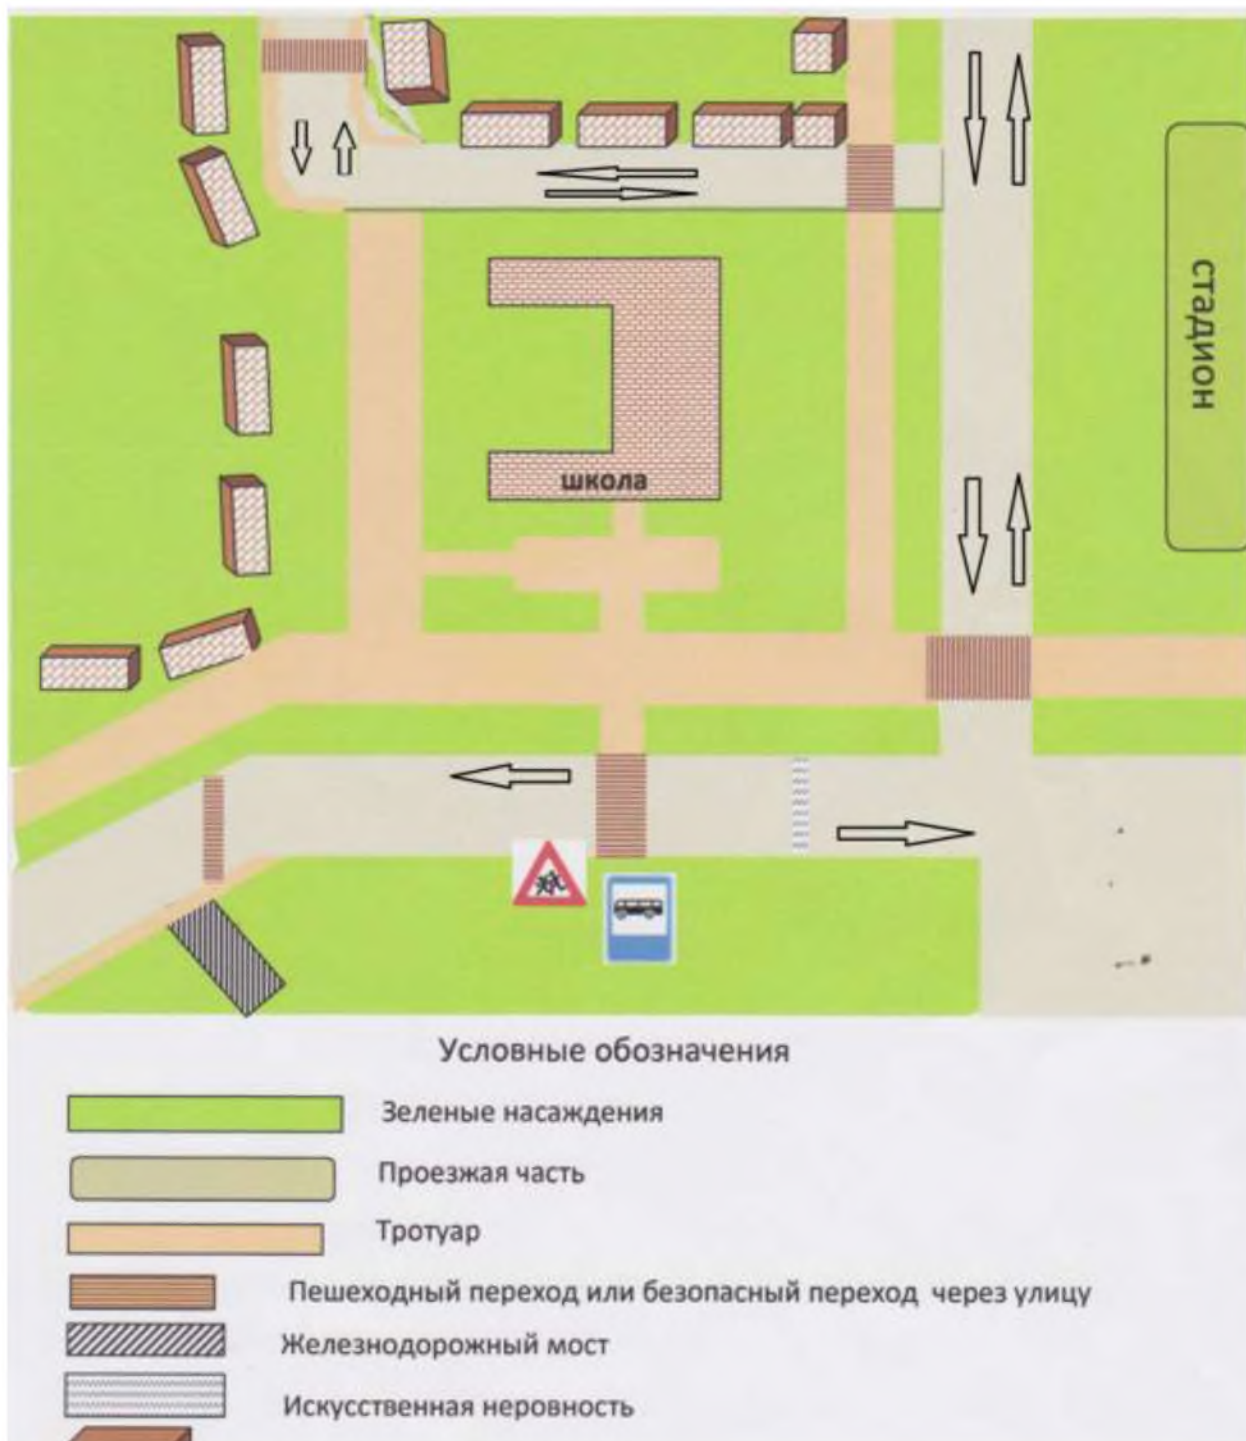 стадион
школа
Условные обозначения
Зеленые насаждения
Проезжая часть
Тротуар
Пешеходный переход или безопасный переход через улицу
Железнодорожный мост
Искусственная неровность